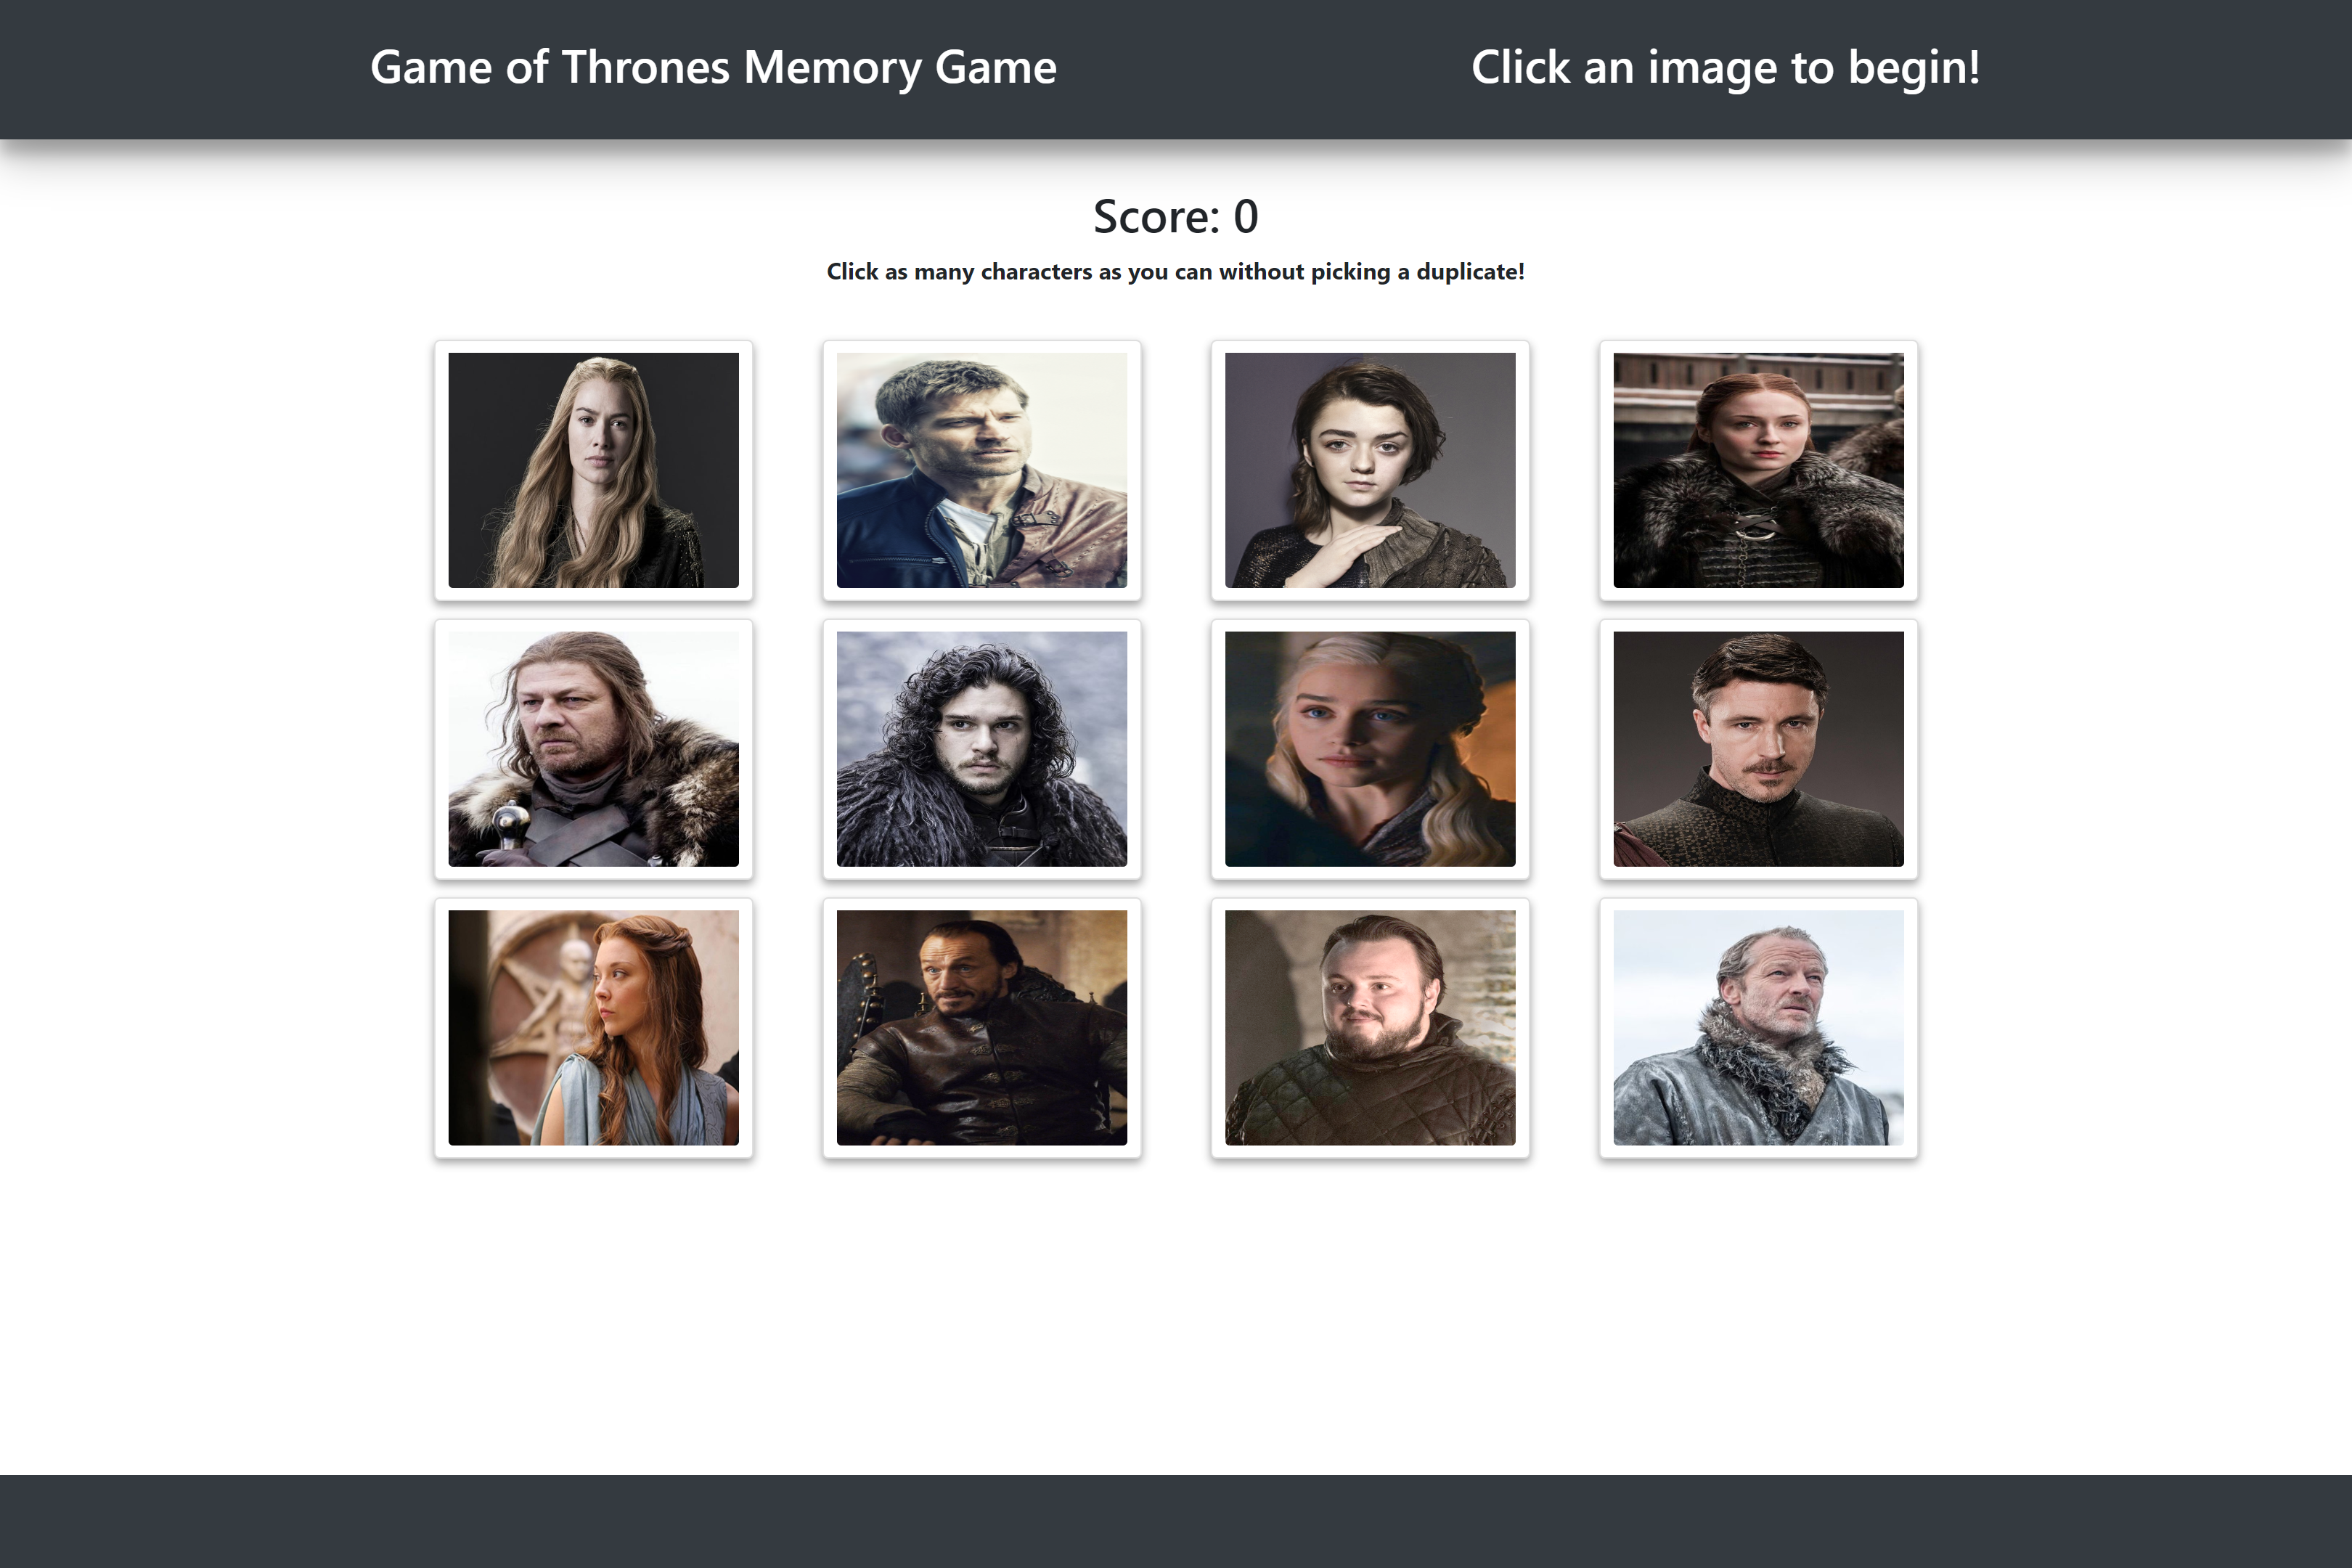 Game of Thrones Memory Game
Click an image to begin!
Score: 0
Click as many characters as you can without picking a duplicate!